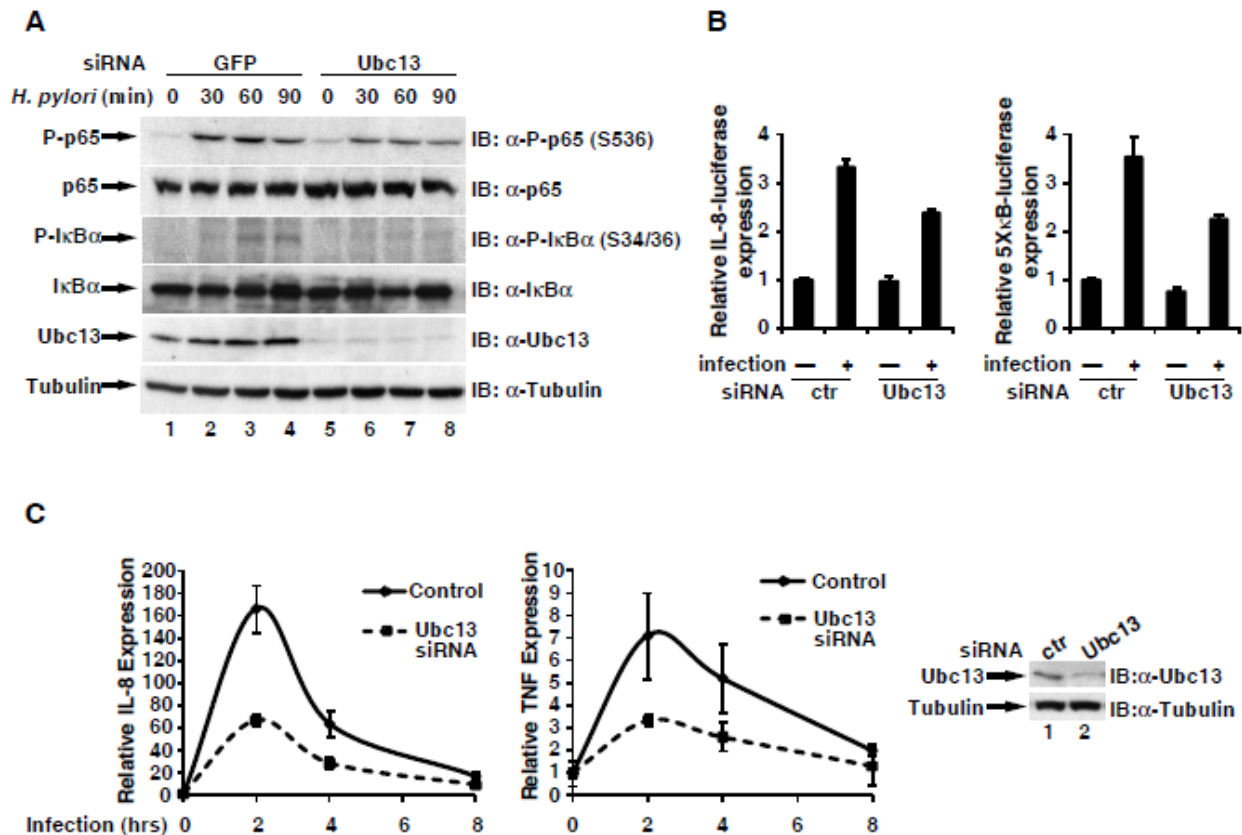 A
siRNA GFP Ubc13
H. pylori (min) 0 30 60 90 0 30 60 90
P-p65 IB: α-P-p65 (S536)
p65 IB: α-p65
P-IκBα IB: α-P-IκBα (S34/36)
IκBα IB: α-IκBα
Ubc13 IB: α-Ubc13
Tubulin IB: α-Tubulin
1 2 3 4 5 6 7 8
B
Relative IL-8-luciferase
expression
4
3
2
1
0
infection — + — +
siRNA ctr Ubc13
Relative 5XκB-luciferase
expression
4
3
2
1
0
infection — + — +
siRNA ctr Ubc13
C
Relative IL-8 Expression
200
180
160
140
120
100
80
60
40
20
0
Control
Ubc13
siRNA
Infection (hrs) 0 2 4 6 8
Relative TNF Expression
10
9
8
7
6
5
4
3
2
1
0
Control
Ubc13
siRNA
0 2 4 6 8
siRNA ctr Ubc13
Ubc13 IB:α-Ubc13
Tubulin IB:α-Tubulin
1 2